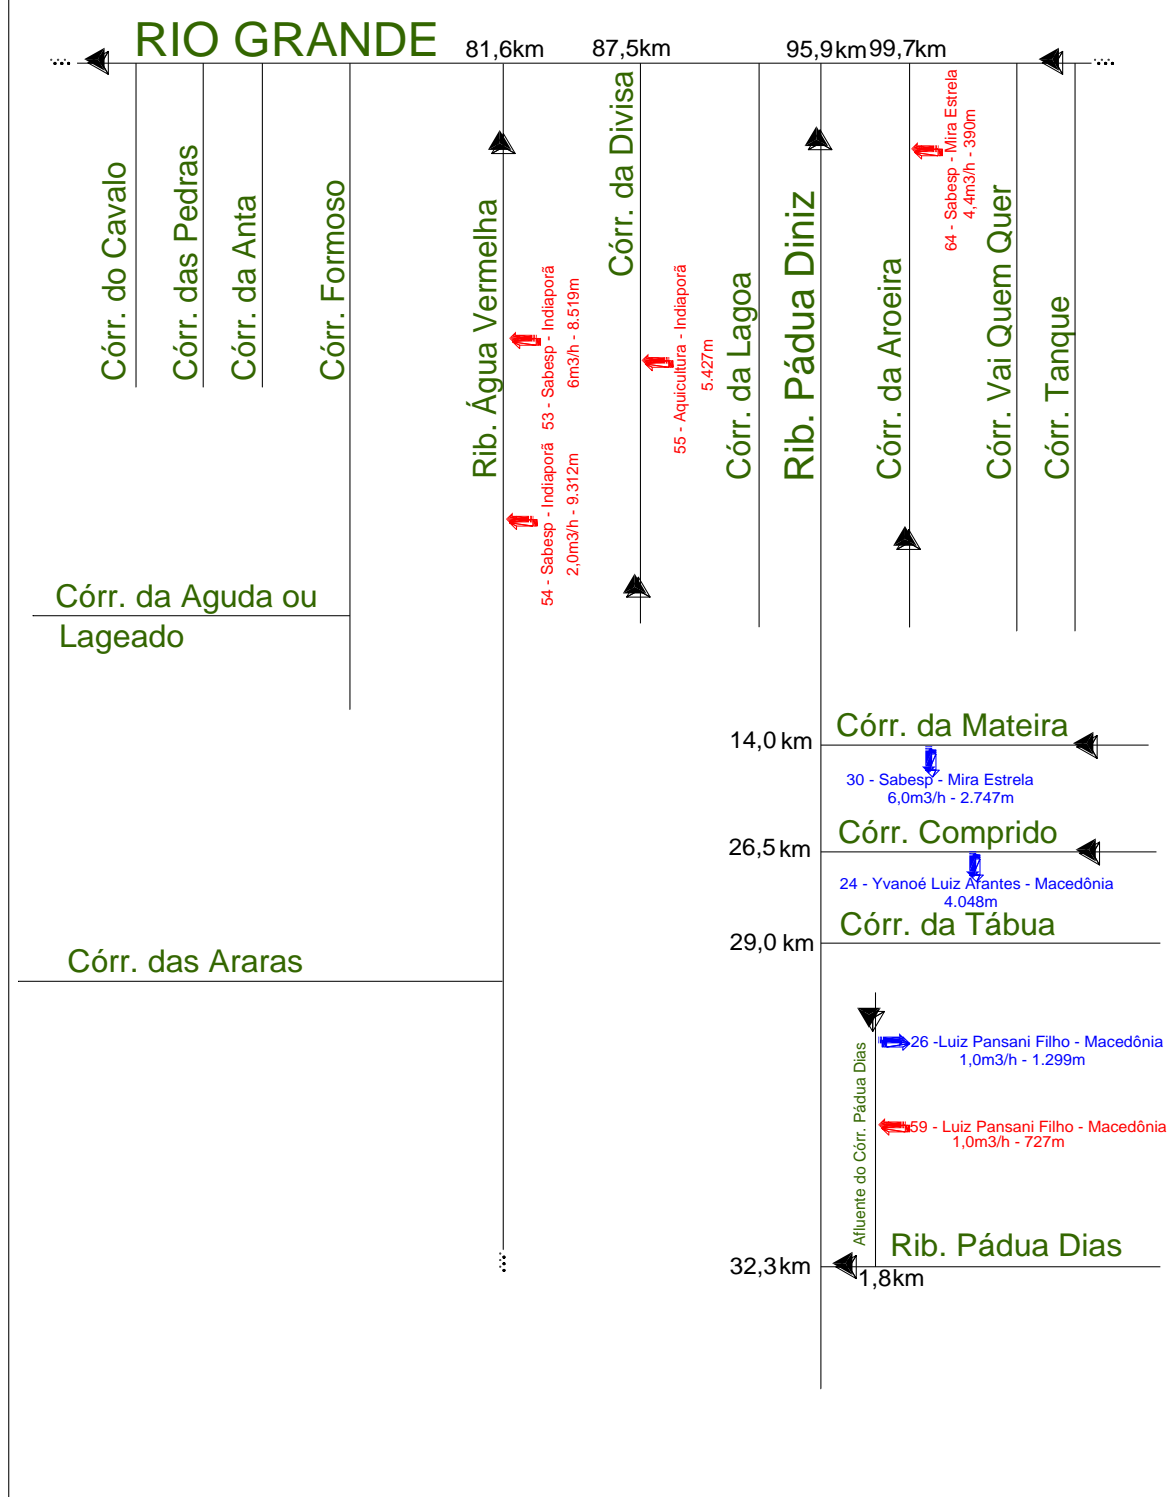 RIO GRANDE
81,6km
87,5km
95,9km
99,7km
Córr. do Cavalo
Córr. das Pedras
Córr. da Anta
Córr. Formoso
Rib. Água Vermelha
53 - Sabesp - Indiaporã
6m3/h - 8.519m
54 - Sabesp - Indiaporã
2,0m3/h - 9.312m
Córr. da Divisa
55 - Aquicultura - Indiaporã
5.427m
Córr. da Lagoa
Rib. Pádua Diniz
Córr. da Aroeira
64 - Sabesp - Mira Estrela
4,4m3/h - 390m
Córr. Vai Quem Quer
Córr. Tanque
Córr. da Aguda ou
Lageado
14,0 km
Córr. da Mateira
30 - Sabesp - Mira Estrela
6,0m3/h - 2.747m
26,5 km
Córr. Comprido
24 - Yvanoé Luiz Arantes - Macedônia
4.048m
29,0 km
Córr. da Tábua
Córr. das Araras
Afluente do Córr. Pádua Dias
26 -Luiz Pansani Filho - Macedônia
1,0m3/h - 1.299m
59 - Luiz Pansani Filho - Macedônia
1,0m3/h - 727m
Rib. Pádua Dias
32,3km
1,8km